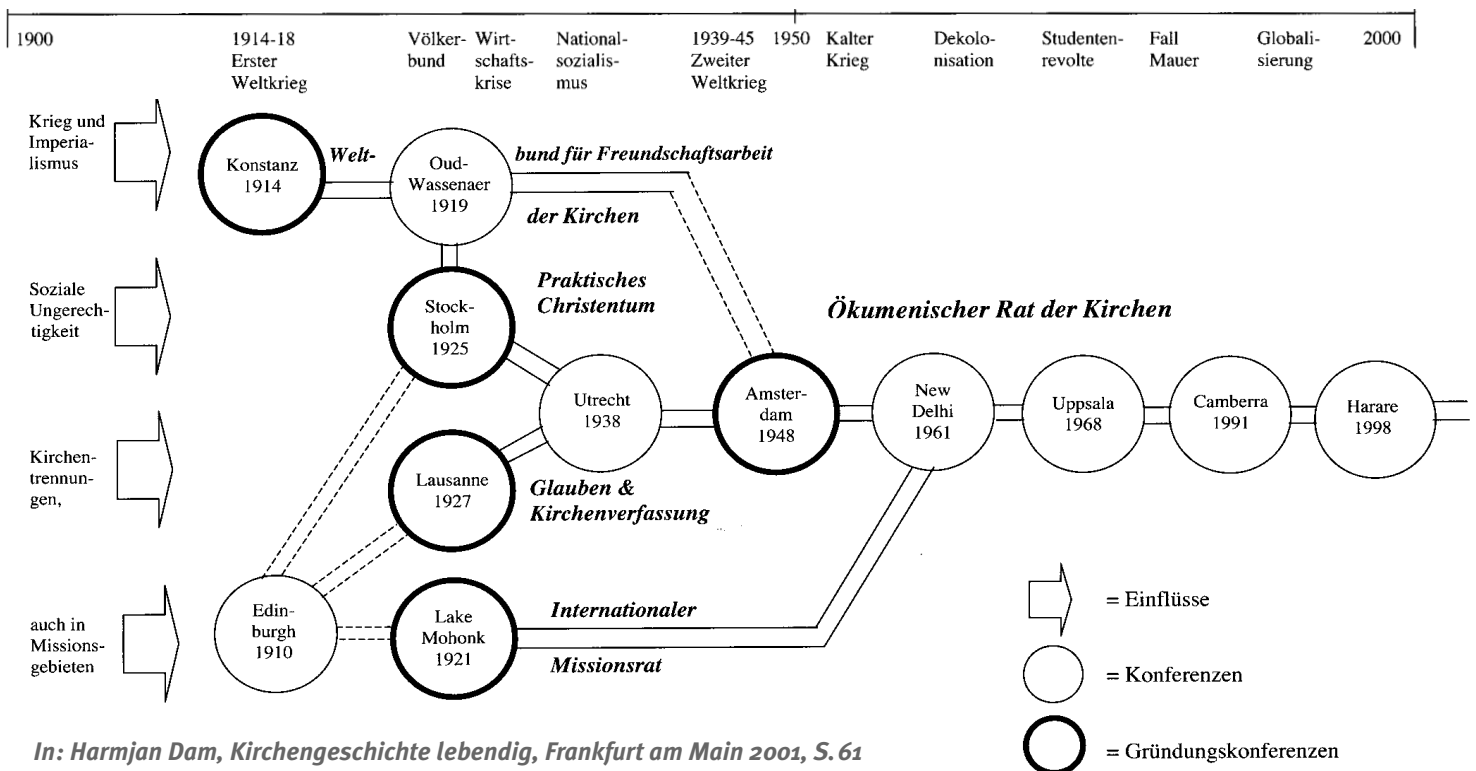 1900
1914-18
Erster
Weltkrieg
Völker-
bund
Wirt-
schafts-
krise
National-
sozialis-
mus
1939-45
Zweiter
Weltkrieg
1950
Kalter
Krieg
Dekolo-
nisation
Studenten-
revolte
Fall
Mauer
Globali-
sierung
2000
Krieg und
Imperia-
lismus
Konstanz
1914
Welt-
Oud-
Wassenaer
1919
bund für Freundschaftsarbeit
der Kirchen
Soziale
Ungerech-
tigkeit
Stock-
holm
1925
Praktisches
Christentum
Ökumenischer Rat der Kirchen
Utrecht
1938
Amster-
dam
1948
New
Delhi
1961
Uppsala
1968
Camberra
1991
Harare
1998
Kirchen-
trennun-
gen,
Lausanne
1927
Glauben &
Kirchenverfassung
auch in
Missions-
gebieten
Edin-
burgh
1910
Lake
Mohonk
1921
Internationaler
Missionsrat
= Einflüsse
= Konferenzen
= Gründungskonferenzen
In: Harmjan Dam, Kirchengeschichte lebendig, Frankfurt am Main 2001, S. 61